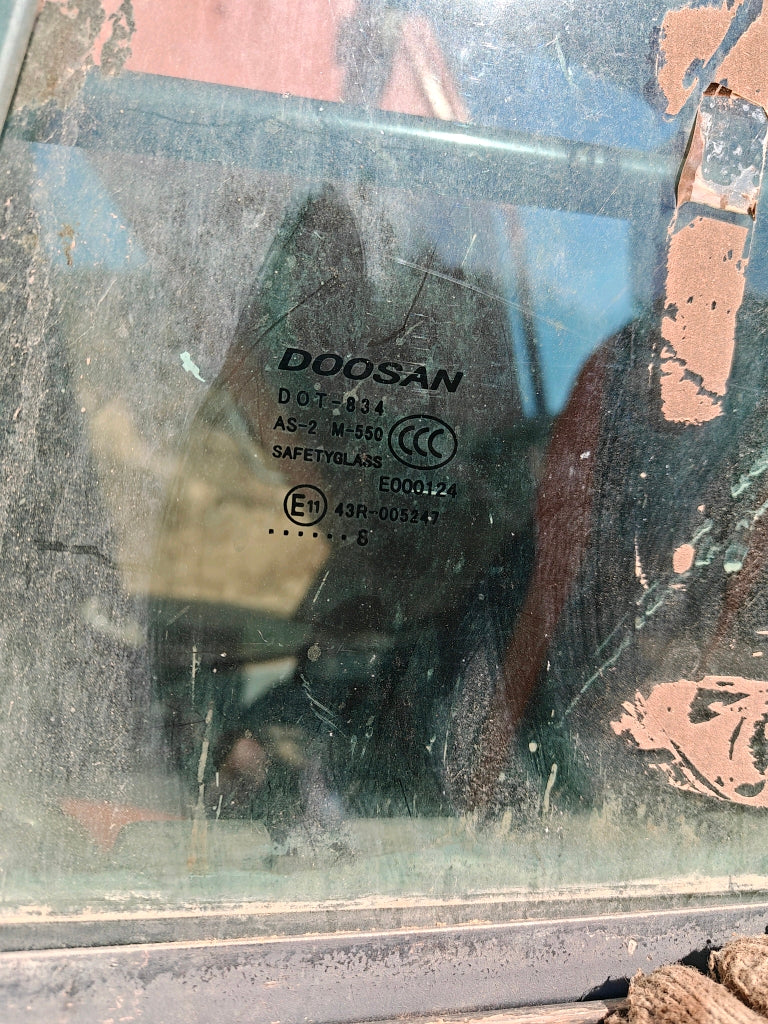 DOOSAN
DOT-834
AS-2 M-550
CCC
SAFETYGLASS
E000124
E11 43R-005247
......8